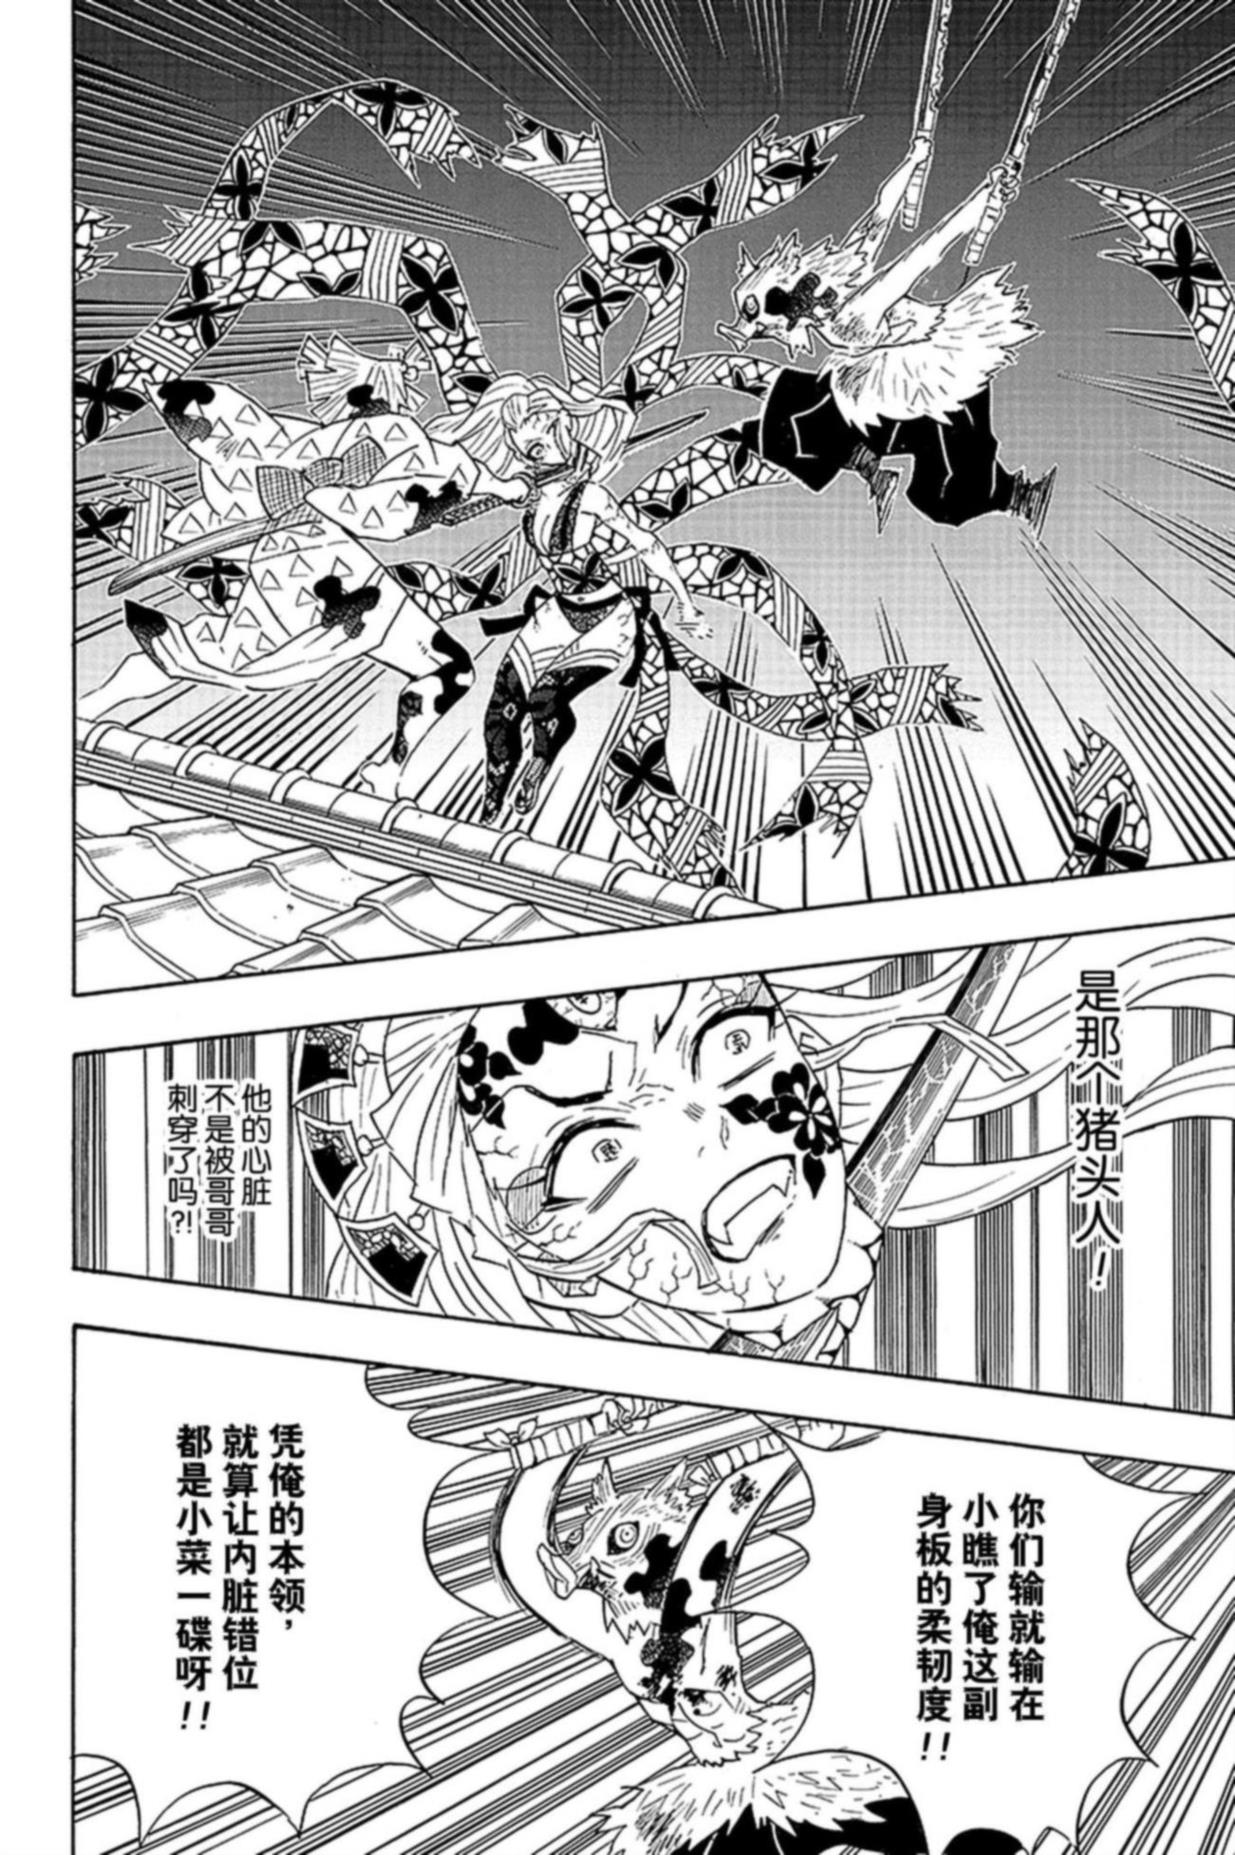 是那个猪头人！
他的心脏
不是被哥哥
刺穿了吗?!
你们输就输在
小瞧了俺这副
身板的柔韧度!!
凭俺的本领，
就算让内脏错位
都是小菜一碟呀!!